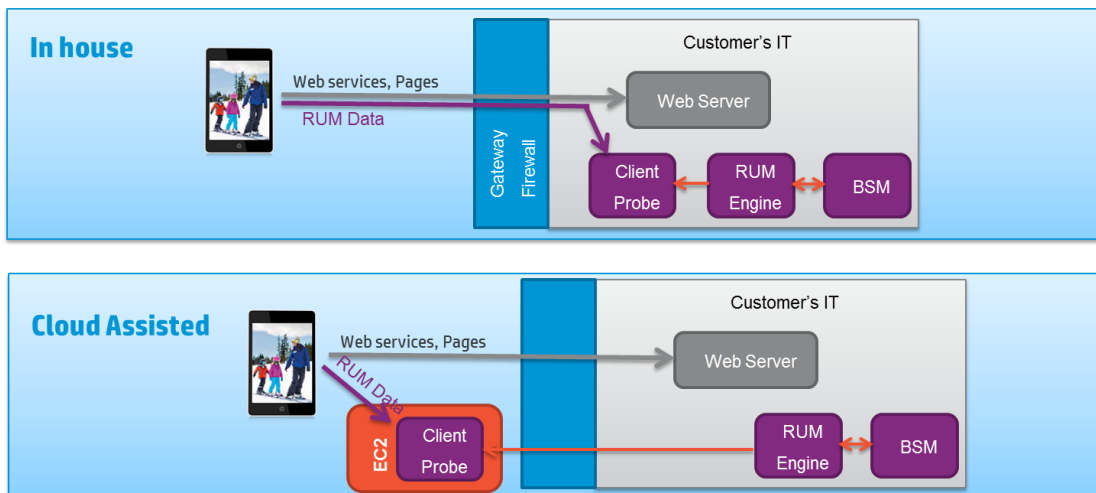 In house
Customer's IT
Web services, Pages
Web Server
RUM Data
Gateway
Firewall
Client
Probe
RUM
Engine
BSM
Cloud Assisted
Customer's IT
Web services, Pages
Web Server
RUM Data
EC2
Client
Probe
RUM
Engine
BSM